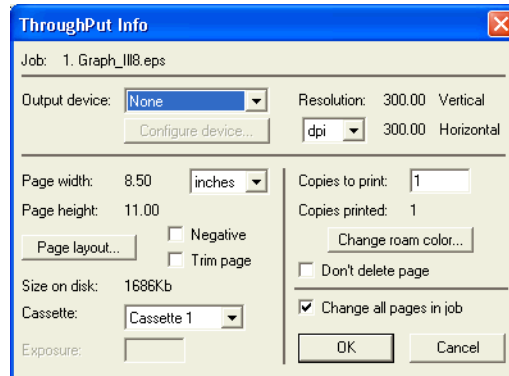 ThroughPut Info
Job: 1. Graph_III8.eps
Output device: None
Configure device...
Resolution: 300.00 Vertical
dpi 300.00 Horizontal
Page width: 8.50 inches
Page height: 11.00
Negative
Page layout...
Trim page
Size on disk: 1686Kb
Cassette: Cassette 1
Exposure:
Copies to print: 1
Copies printed: 1
Change roam color...
Don't delete page
Change all pages in job
OK Cancel